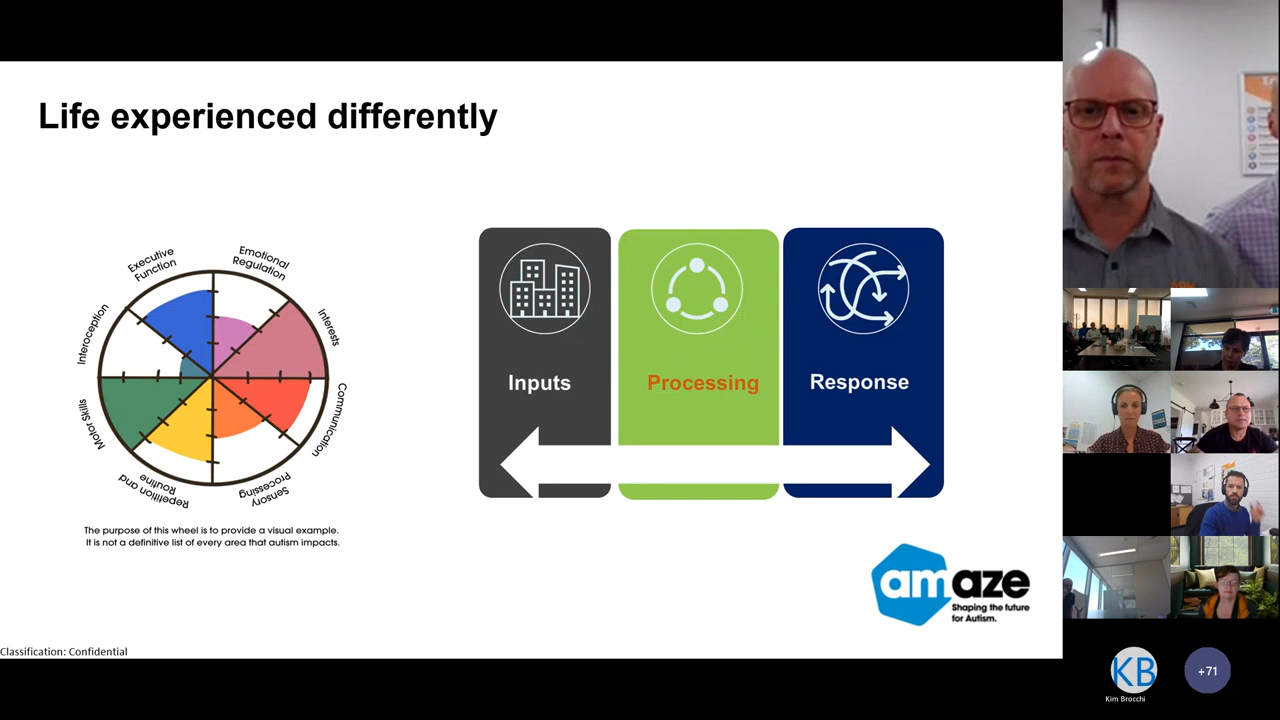 Life experienced differently
Executive
Function
Emotional
Regulation
Interests
Communication
Sensory
Processing
Repetition and
Routine
Motor Skills
Interoception
The purpose of this wheel is to provide a visual example.
It is not a definitive list of every area that autism impacts.
Inputs
Processing
Response
amaze
Shaping the future
for Autism.
Classification: Confidential
KB
Kim Brocchi
+71